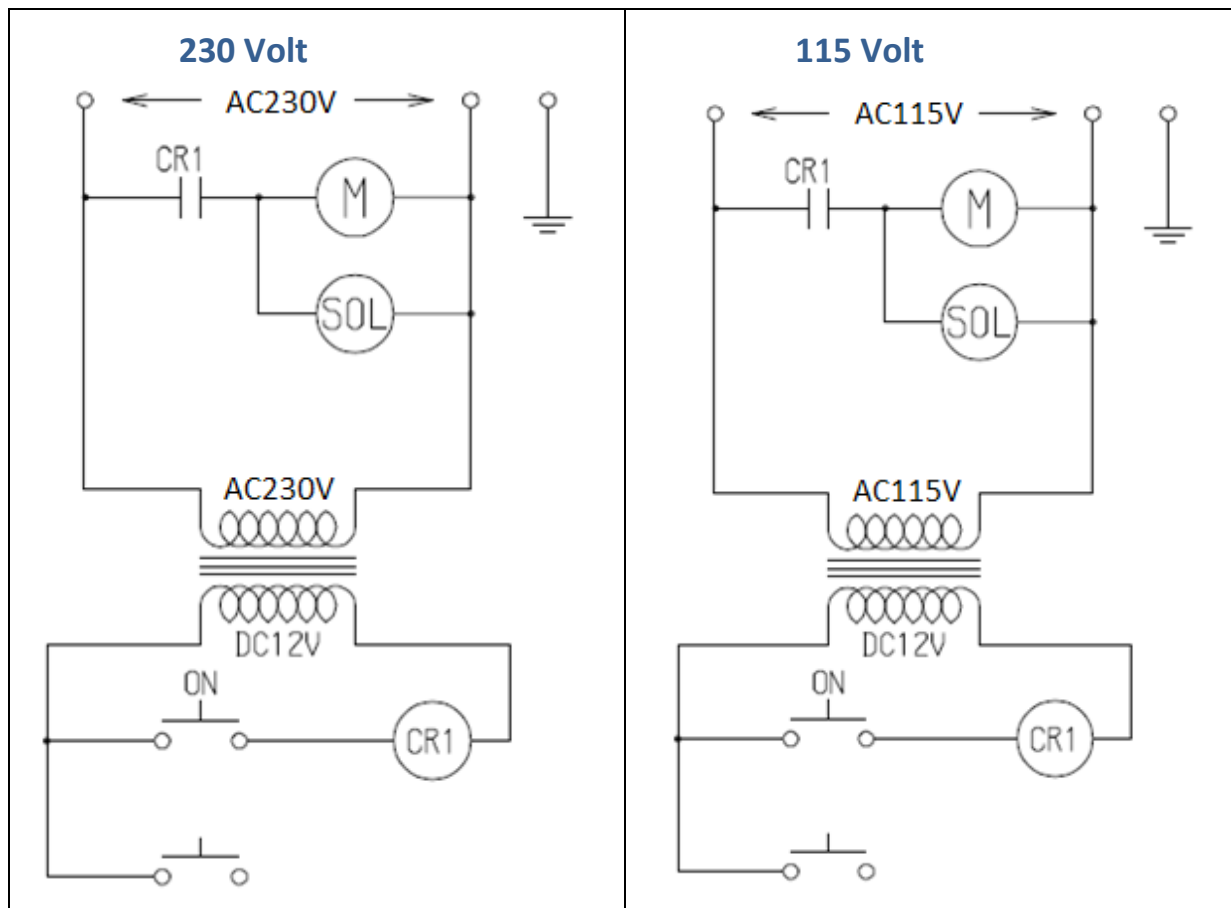 230 Volt
AC230V
CR1
M
SOL
AC230V
DC12V
ON
CR1
115 Volt
AC115V
CR1
M
SOL
AC115V
DC12V
ON
CR1